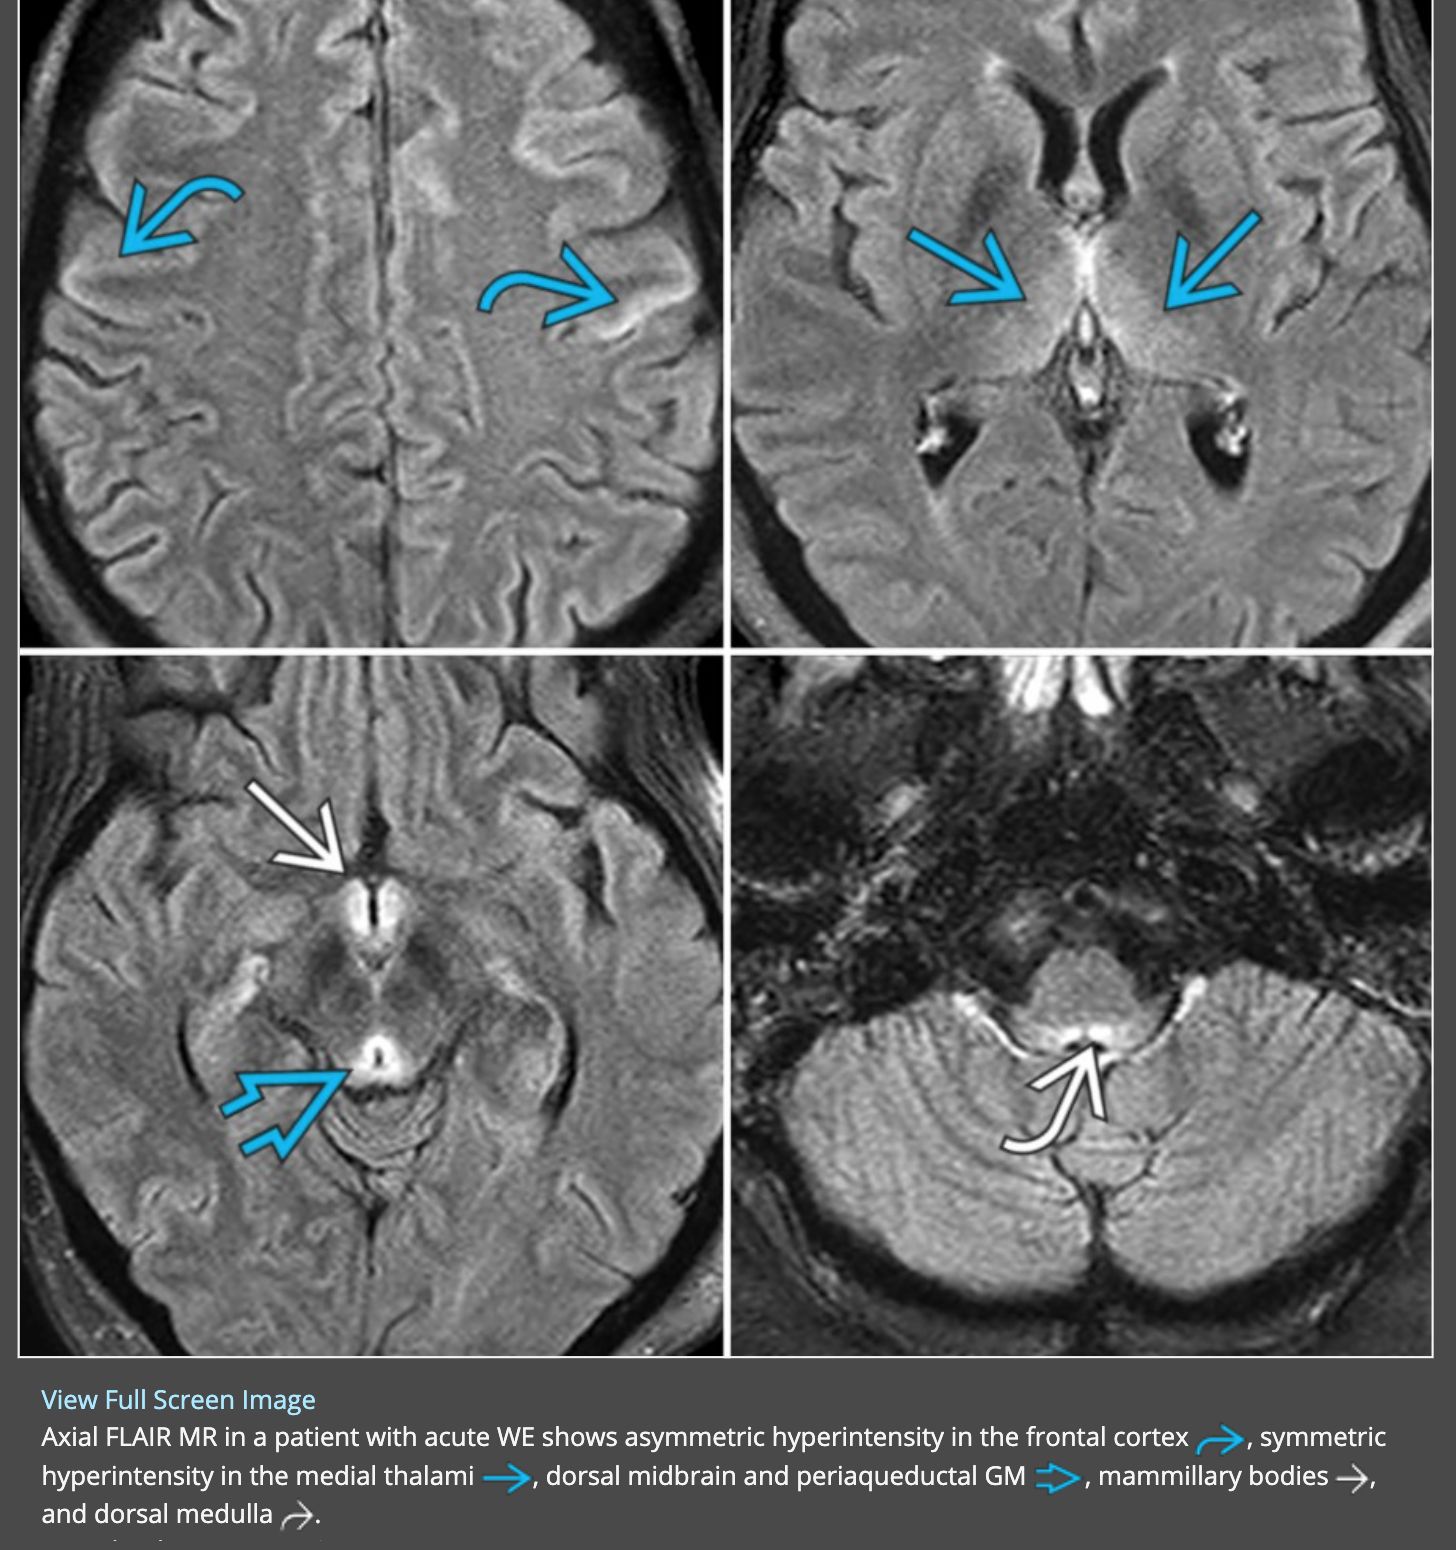 View Full Screen Image
Axial FLAIR MR in a patient with acute WE shows asymmetric hyperintensity in the frontal cortex , symmetric
hyperintensity in the medial thalami , dorsal midbrain and periaqueductal GM , mammillary bodies ,
and dorsal medulla .